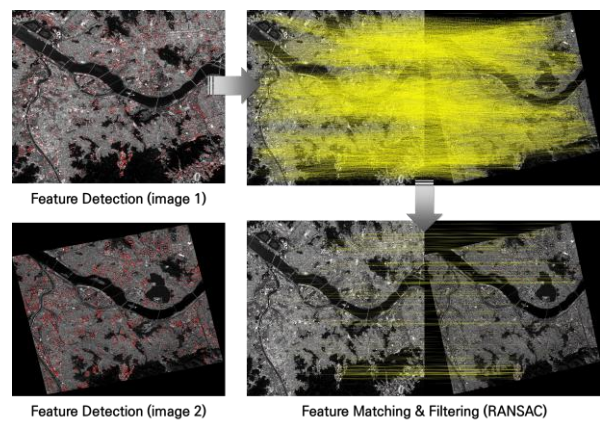 Feature Detection (image 1)
Feature Detection (image 2)
Feature Matching & Filtering (RANSAC)